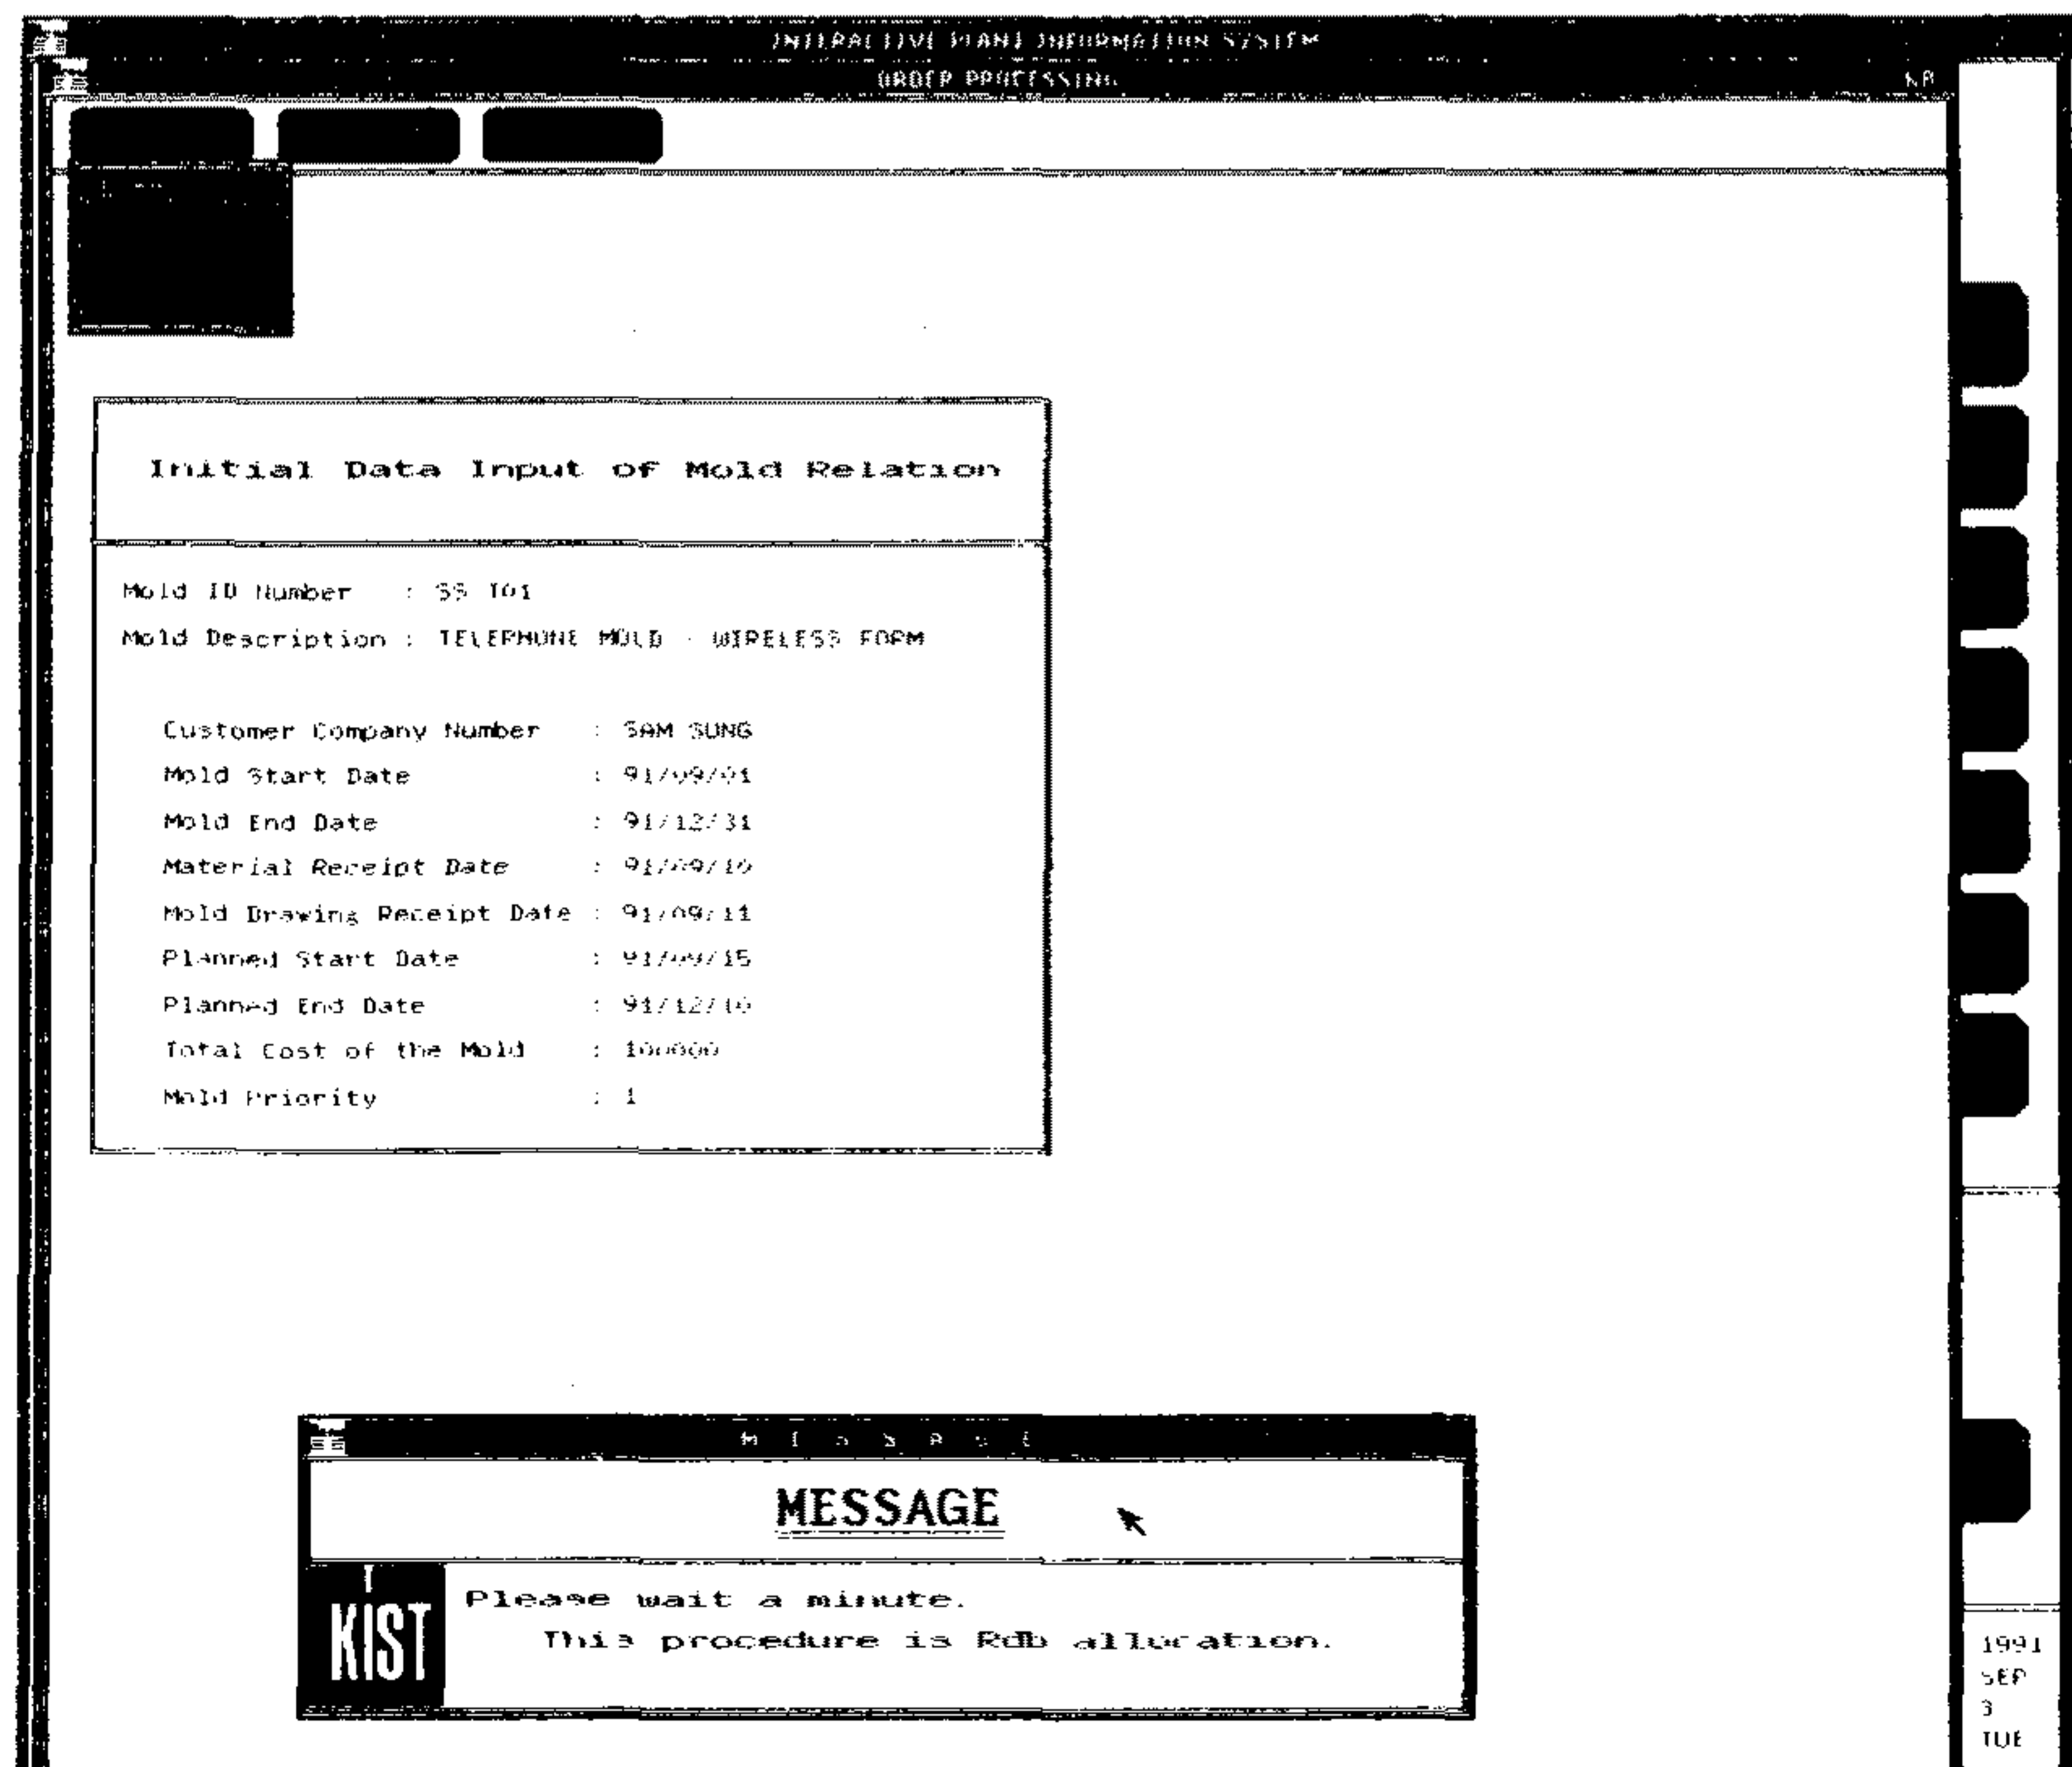 INTERACTIVE PLANT INFORMATION SYSTEM
ORDER PROCESSING
Initial Data Input of Mold Relation
Mold ID Number : SS T01
Mold Description : TELEPHONE MOLD - WIRELESS FORM
Customer Company Number : SAM SUNG
Mold Start Date : 91/09/01
Mold End Date : 91/12/31
Material Receipt Date : 91/09/10
Mold Drawing Receipt Date : 91/09/11
Planned Start Date : 91/09/15
Planned End Date : 91/12/10
Total Cost of the Mold : 100000
Mold Priority : 1
M E S S A G E
MESSAGE
KIST
Please wait a minute.
This procedure is Rdb allocation.
1991
SEP
3
TUE